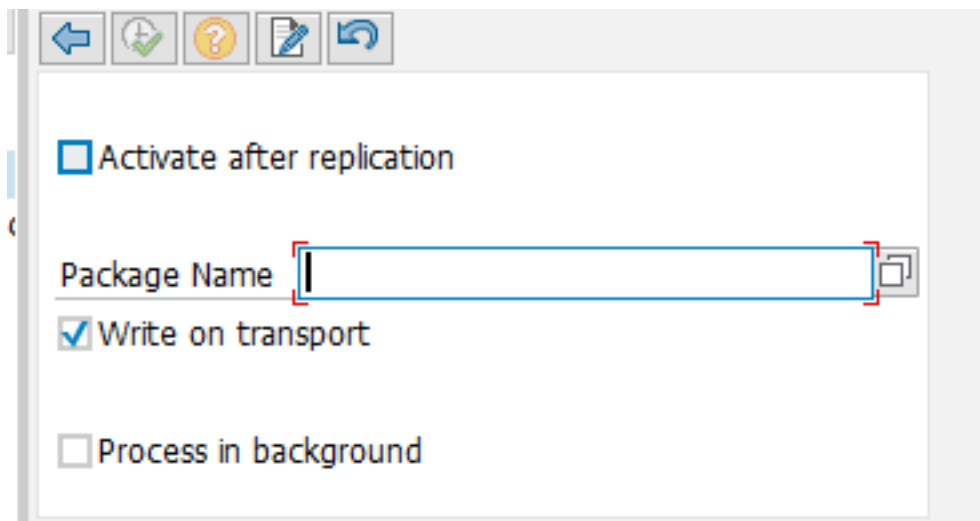 Activate after replication
Package Name
Write on transport
Process in background